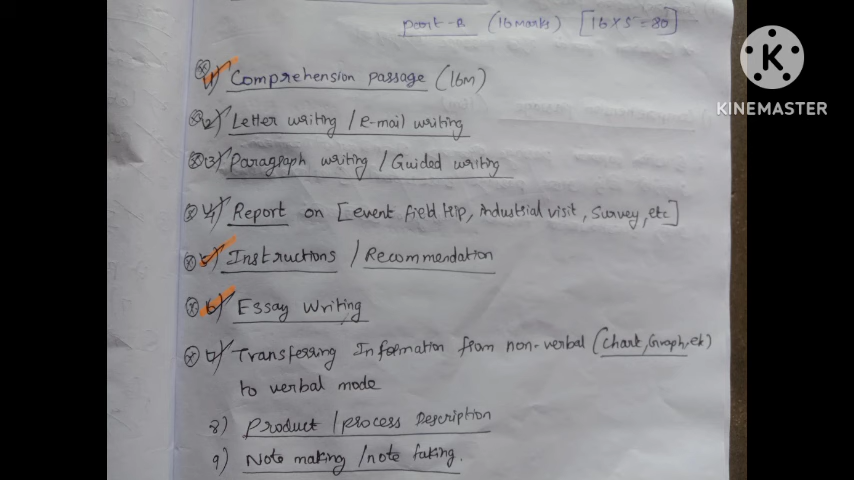 part-B (16 marks) [16 x 5 = 80]
KINEMASTER
1) Comprehension passage (16m)
2) Letter writing / E-mail writing
3) Paragraph writing / Guided writing
4) Report on [event field trip, industrial visit, Survey, etc]
5) Instructions / Recommendation
6) Essay Writing
7) Transferring Information from non-verbal (chart, Graph, etc)
to verbal mode
8) Product / process Description
9) Note making / note taking.